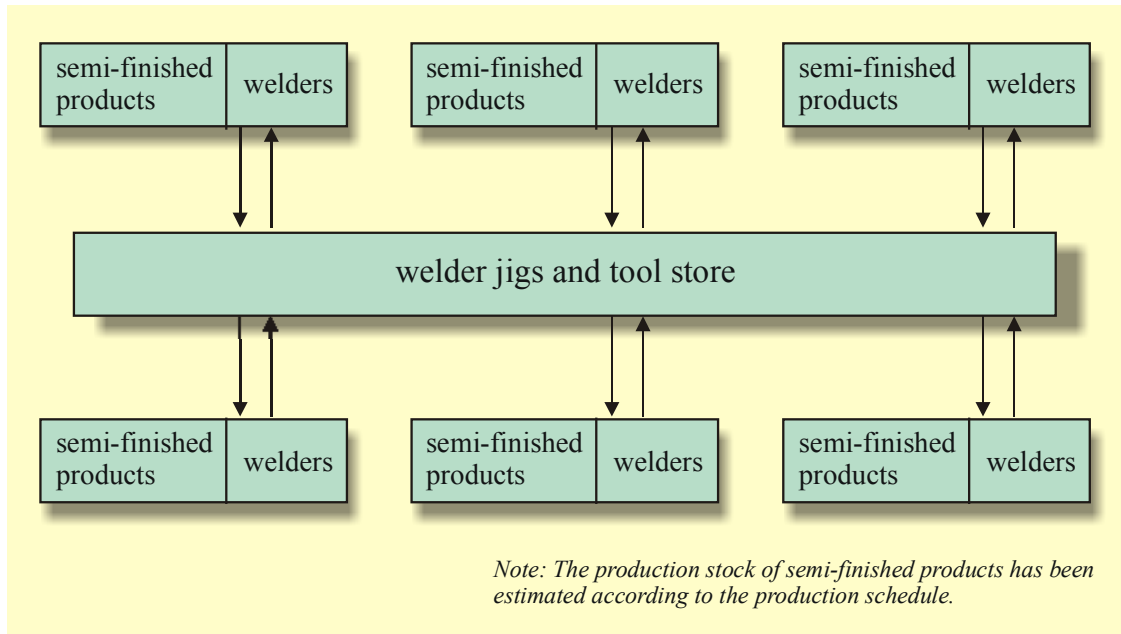 semi-finished
products
welders
semi-finished
products
welders
semi-finished
products
welders
welder jigs and tool store
semi-finished
products
welders
semi-finished
products
welders
semi-finished
products
welders
Note: The production stock of semi-finished products has been
estimated according to the production schedule.